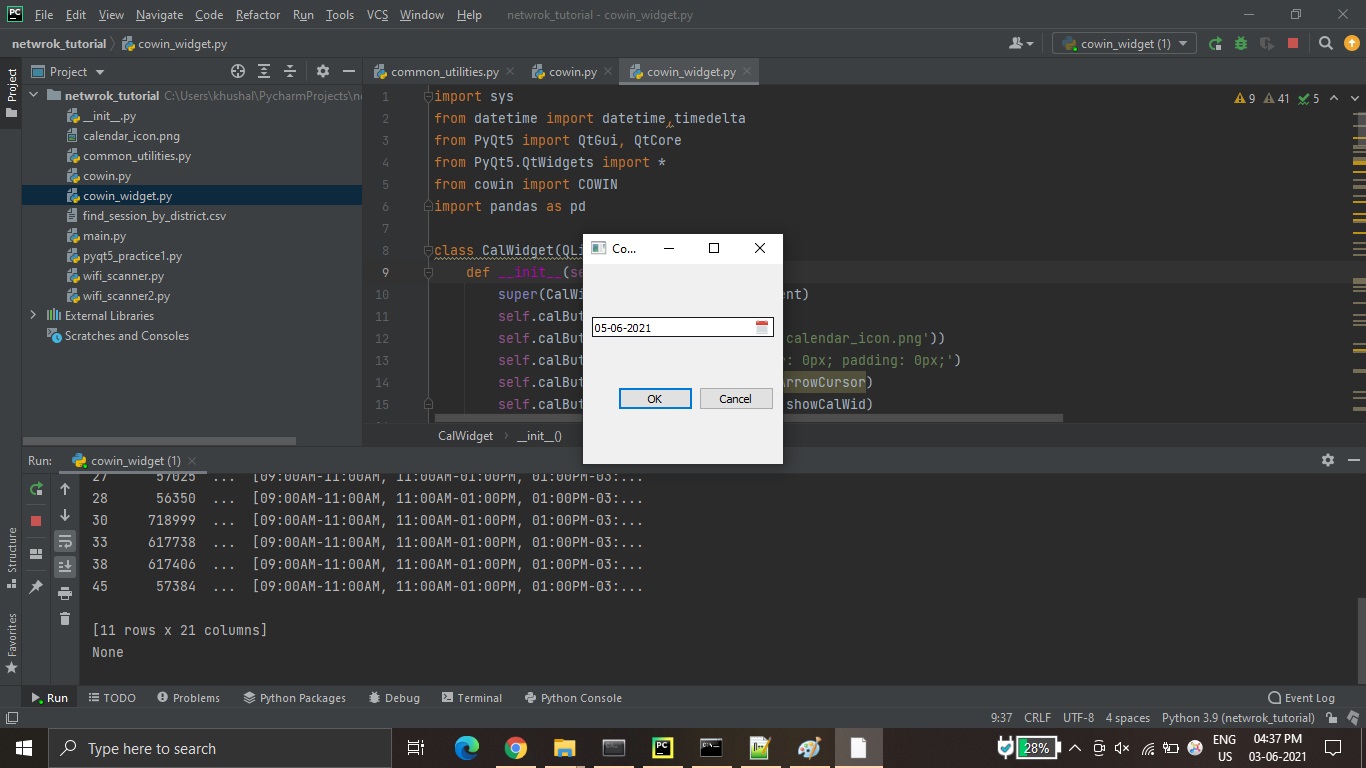 PC File Edit View Navigate Code Refactor Run Tools VCS Window Help netwrok_tutorial - cowin_widget.py
netwrok_tutorial cowin_widget.py cowin_widget (1)
Project
Project
common_utilities.py cowin.py cowin_widget.py
netwrok_tutorial C:\Users\khushal\PycharmProjects\ne
__init__.py
calendar_icon.png
common_utilities.py
cowin.py
cowin_widget.py
find_session_by_district.csv
main.py
pyqt5_practice1.py
wifi_scanner.py
wifi_scanner2.py
External Libraries
Scratches and Consoles
9 41 5
1 import sys
2 from datetime import datetime,timedelta
3 from PyQt5 import QtGui, QtCore
4 from PyQt5.QtWidgets import *
5 from cowin import COWIN
6 import pandas as pd
7
8 class CalWidget(QLi
9 def __init__(se
10 super(CalWi ent)
11 self.calBut
12 self.calBut calendar_icon.png'))
13 self.calBut : 0px; padding: 0px;')
14 self.calBut ArrowCursor)
15 self.calBut showCalWid)
CalWidget __init__()
Co...
05-06-2021
OK Cancel
Run: cowin_widget (1)
27 57025 ... [09:00AM-11:00AM, 11:00AM-01:00PM, 01:00PM-03:...
28 56350 ... [09:00AM-11:00AM, 11:00AM-01:00PM, 01:00PM-03:...
30 718999 ... [09:00AM-11:00AM, 11:00AM-01:00PM, 01:00PM-03:...
33 617738 ... [09:00AM-11:00AM, 11:00AM-01:00PM, 01:00PM-03:...
38 617406 ... [09:00AM-11:00AM, 11:00AM-01:00PM, 01:00PM-03:...
45 57384 ... [09:00AM-11:00AM, 11:00AM-01:00PM, 01:00PM-03:...
[11 rows x 21 columns]
None
Structure
Favorites
Run TODO Problems Python Packages Debug Terminal Python Console Event Log
9:37 CRLF UTF-8 4 spaces Python 3.9 (netwrok_tutorial)
Type here to search
PC
28%
ENG
US
04:37 PM
03-06-2021